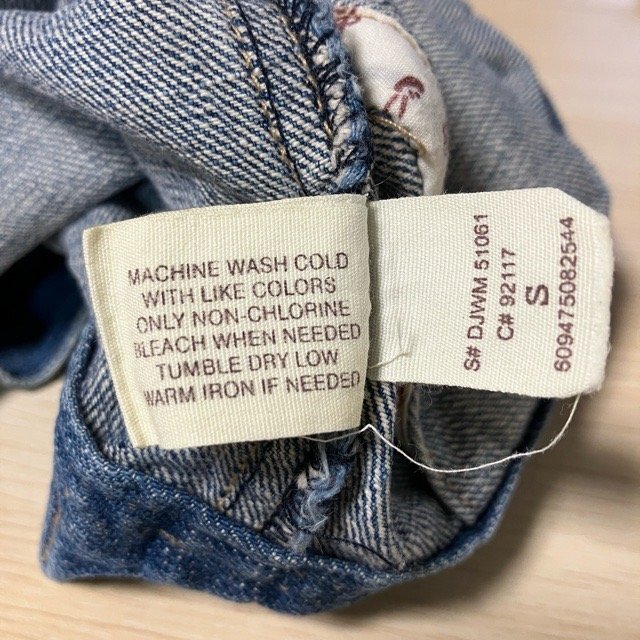 MACHINE WASH COLD
WITH LIKE COLORS
ONLY NON-CHLORINE
BLEACH WHEN NEEDED
TUMBLE DRY LOW
WARM IRON IF NEEDED
S# DJWM 51061
C# 92117
S
609475082544